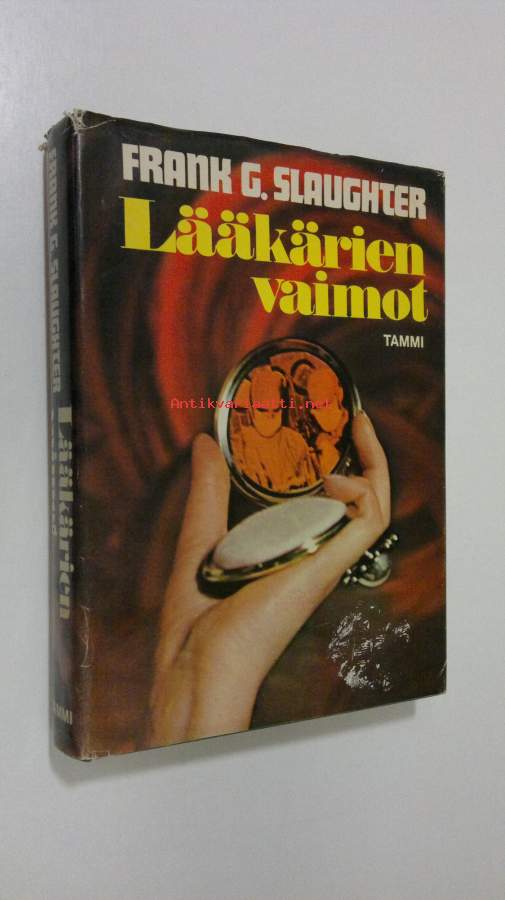 FRANK G. SLAUGHTER
Lääkärien
vaimot
TAMMI
Antikvariaatti.net
FRANK G. SLAUGHTER
Lääkärien
vaimot
TAMMI